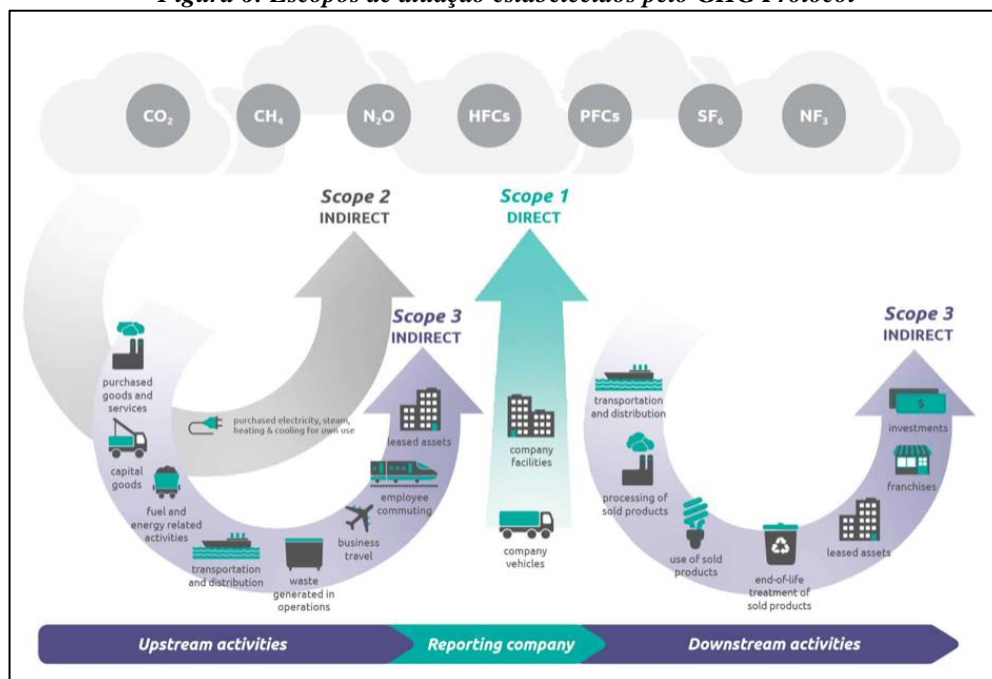 Figura 6: Escopos de atuação estabelecidos pelo GHG Protocol
CO₂
CH₄
N₂O
HFCs
PFCs
SF₆
NF₃
Scope 2
INDIRECT
Scope 1
DIRECT
Scope 3
INDIRECT
Scope 3
INDIRECT
purchased
goods and
services
capital
goods
fuel and
energy related
activities
transportation
and distribution
waste
generated in
operations
business
travel
employee
commuting
leased assets
purchased electricity, steam,
heating & cooling for own use
company
facilities
company
vehicles
transportation
and distribution
processing of
sold products
use of sold
products
end-of-life
treatment of
sold products
leased assets
franchises
$
investments
Upstream activities
Reporting company
Downstream activities